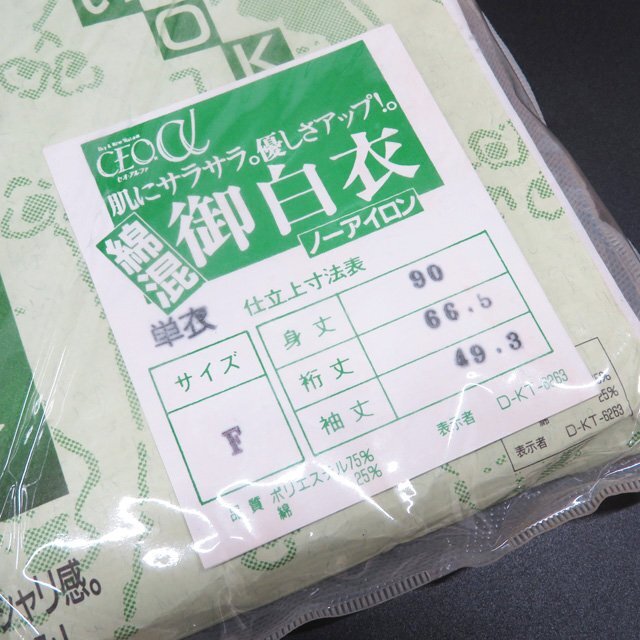 OK
CEO.α
セオ・アルファ
肌にサラサラ。優しさアップ!。
綿混
御白衣
ノーアイロン
単衣
仕立上寸法表
サイズ
F
身丈
90
裄丈
66.5
袖丈
49.3
品質 ポリエステル75%
綿 25%
表示者 D-KT-6263
25%
表示者 D-KT-6263
シャリ感。